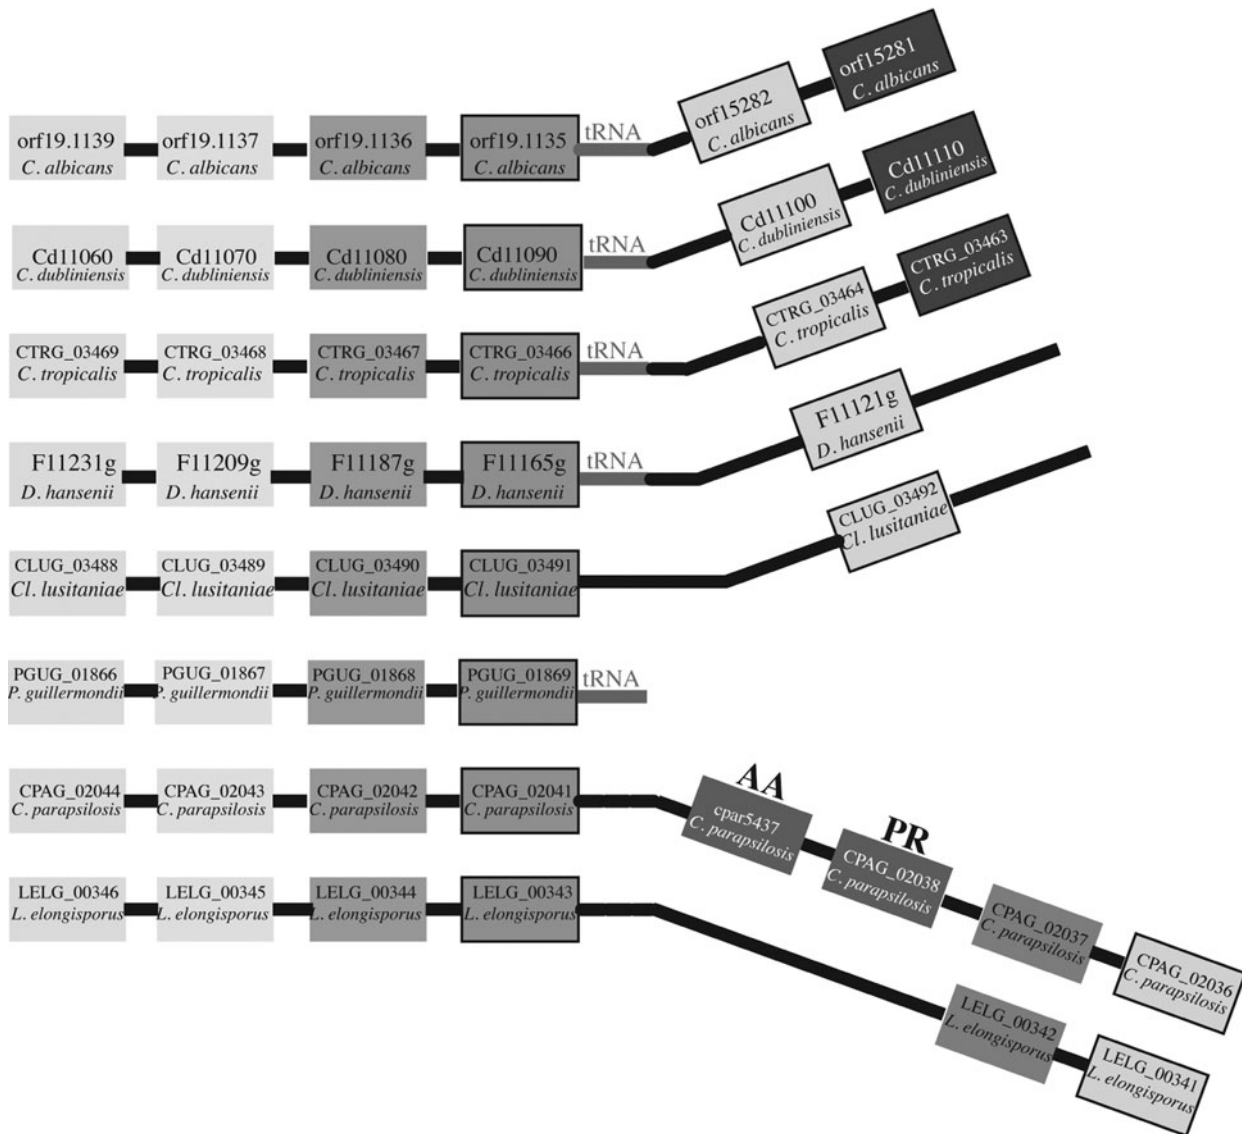 orf19.1139
C. albicans
orf19.1137
C. albicans
orf19.1136
C. albicans
orf19.1135
C. albicans
tRNA
orf15282
C. albicans
orf15281
C. albicans
Cd11060
C. dubliniensis
Cd11070
C. dubliniensis
Cd11080
C. dubliniensis
Cd11090
C. dubliniensis
tRNA
Cd11100
C. dubliniensis
Cd11110
C. dubliniensis
CTRG_03469
C. tropicalis
CTRG_03468
C. tropicalis
CTRG_03467
C. tropicalis
CTRG_03466
C. tropicalis
tRNA
CTRG_03464
C. tropicalis
CTRG_03463
C. tropicalis
F11231g
D. hansenii
F11209g
D. hansenii
F11187g
D. hansenii
F11165g
D. hansenii
tRNA
F11121g
D. hansenii
CLUG_03488
Cl. lusitaniae
CLUG_03489
Cl. lusitaniae
CLUG_03490
Cl. lusitaniae
CLUG_03491
Cl. lusitaniae
CLUG_03492
Cl. lusitaniae
PGUG_01866
P. guillermondii
PGUG_01867
P. guillermondii
PGUG_01868
P. guillermondii
PGUG_01869
P. guillermondii
tRNA
CPAG_02044
C. parapsilosis
CPAG_02043
C. parapsilosis
CPAG_02042
C. parapsilosis
CPAG_02041
C. parapsilosis
AA
cpar5437
C. parapsilosis
PR
CPAG_02038
C. parapsilosis
CPAG_02037
C. parapsilosis
CPAG_02036
C. parapsilosis
LELG_00346
L. elongisporus
LELG_00345
L. elongisporus
LELG_00344
L. elongisporus
LELG_00343
L. elongisporus
LELG_00342
L. elongisporus
LELG_00341
L. elongisporus